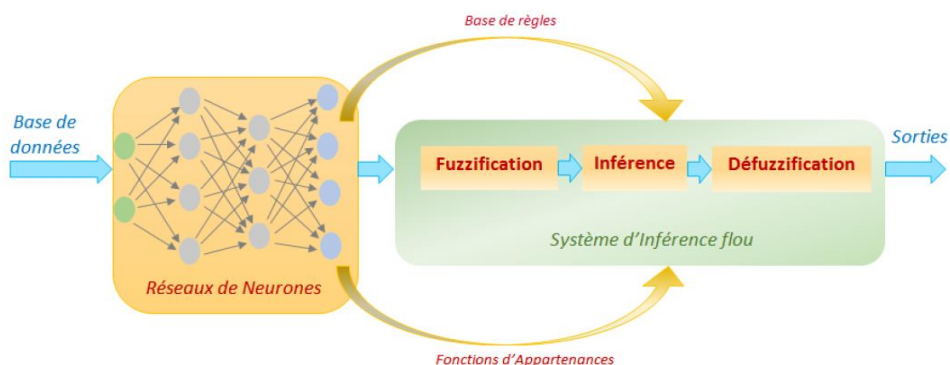 Base de règles
Base de
données
Sorties
Fuzzification
Inférence
Défuzzification
Système d'Inférence flou
Réseaux de Neurones
Fonctions d'Appartenances